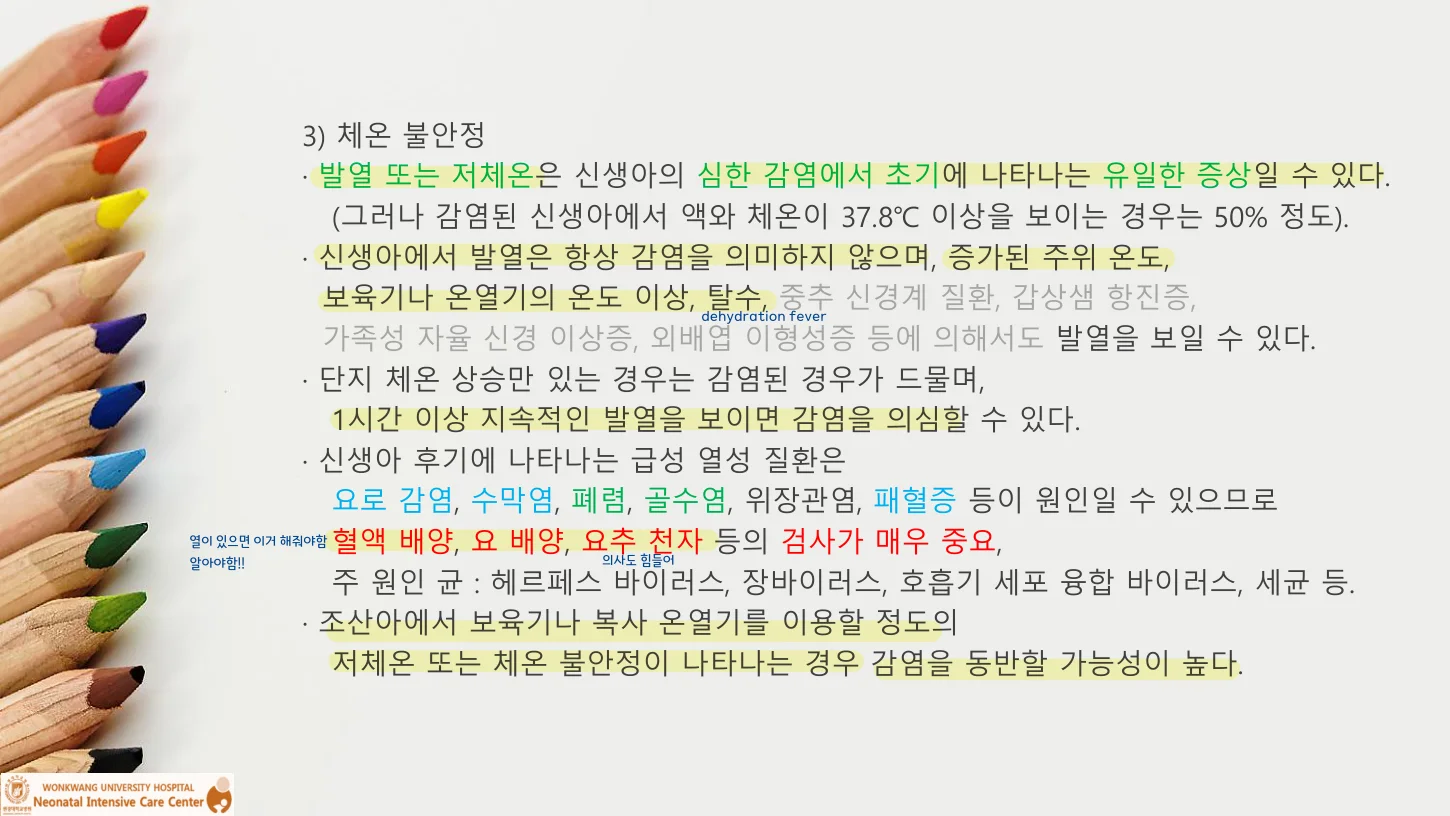 3) 체온 불안정
· 발열 또는 저체온은 신생아의 심한 감염에서 초기에 나타나는 유일한 증상일 수 있다.
(그러나 감염된 신생아에서 액와 체온이 37.8℃ 이상을 보이는 경우는 50% 정도).
· 신생아에서 발열은 항상 감염을 의미하지 않으며, 증가된 주위 온도,
보육기나 온열기의 온도 이상, 탈수, 중추 신경계 질환, 갑상샘 항진증,
dehydration fever
가족성 자율 신경 이상증, 외배엽 이형성증 등에 의해서도 발열을 보일 수 있다.
· 단지 체온 상승만 있는 경우는 감염된 경우가 드물며,
1시간 이상 지속적인 발열을 보이면 감염을 의심할 수 있다.
· 신생아 후기에 나타나는 급성 열성 질환은
요로 감염, 수막염, 폐렴, 골수염, 위장관염, 패혈증 등이 원인일 수 있으므로
열이 있으면 이거 해줘야함
알아야함!!
혈액 배양, 요 배양, 요추 천자 등의 검사가 매우 중요,
의사도 힘들어
주 원인 균 : 헤르페스 바이러스, 장바이러스, 호흡기 세포 융합 바이러스, 세균 등.
· 조산아에서 보육기나 복사 온열기를 이용할 정도의
저체온 또는 체온 불안정이 나타나는 경우 감염을 동반할 가능성이 높다.
WONKWANG UNIVERSITY HOSPITAL
Neonatal Intensive Care Center